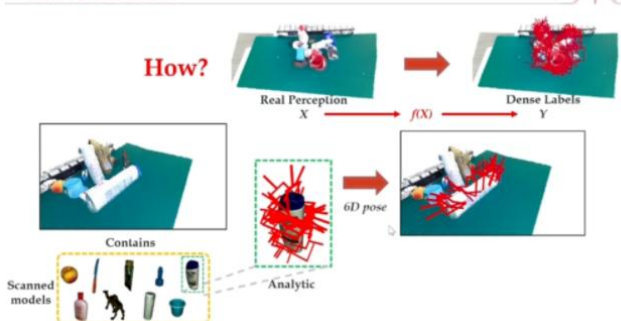 How?
Real Perception
Dense Labels
X
f(X)
Y
6D pose
Contains
Scanned
models
Analytic